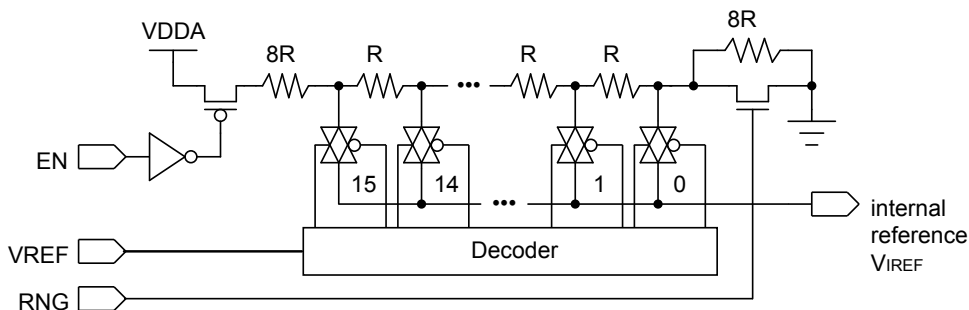 VDDA
8R
R
R
R
8R
•••
EN
15
14
1
0
•••
internal
reference
VIREF
VREF
Decoder
RNG